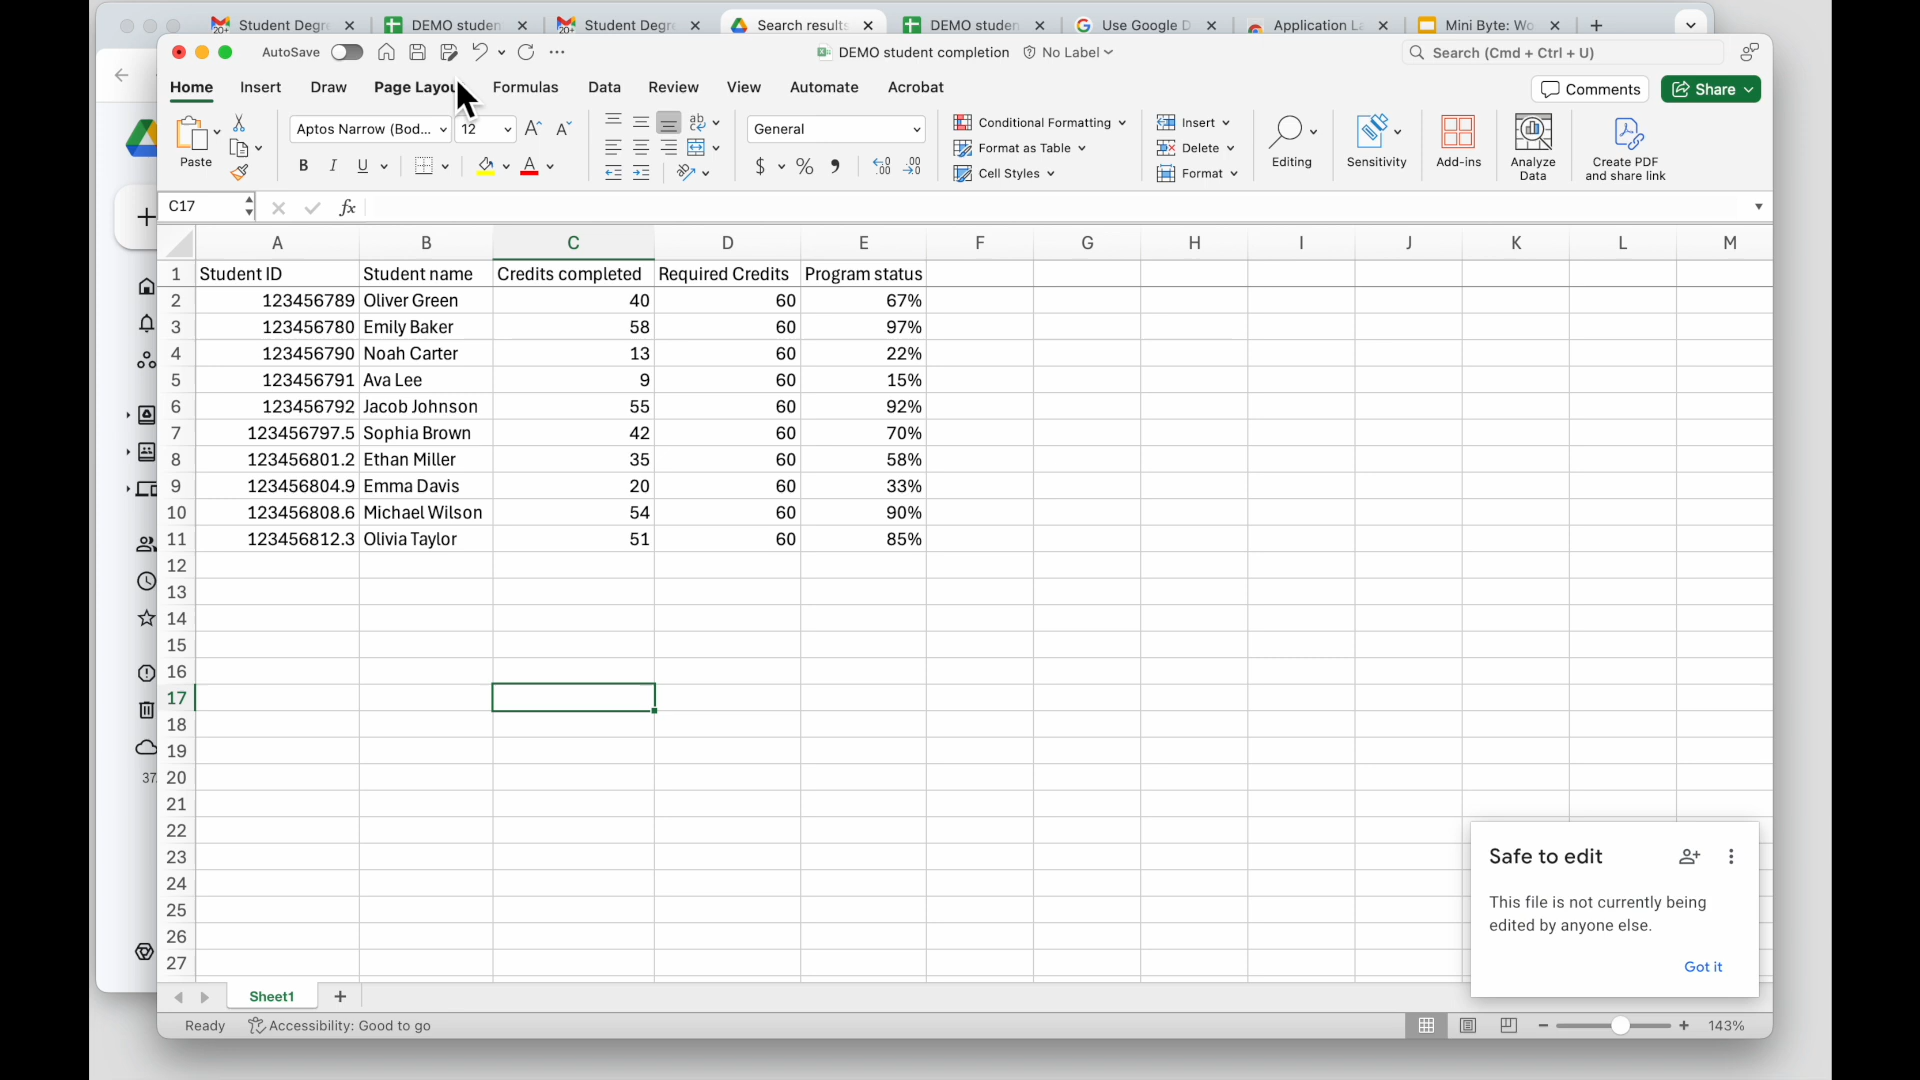 Student Degre DEMO studen Student Degre Search results DEMO studen Use Google D Application La Mini Byte: Wo
AutoSave DEMO student completion No Label Search (Cmd + Ctrl + U)
Home Insert Draw Page Layou Formulas Data Review View Automate Acrobat Comments Share
Paste Aptos Narrow (Bod... 12 General Conditional Formatting Insert Editing Sensitivity Add-ins Analyze Data Create PDF and share link
B I U $ % Format as Table Delete
Cell Styles Format
C17 fx
A B C D E F G H I J K L M
1 Student ID Student name Credits completed Required Credits Program status
2 123456789 Oliver Green 40 60 67%
3 123456780 Emily Baker 58 60 97%
4 123456790 Noah Carter 13 60 22%
5 123456791 Ava Lee 9 60 15%
6 123456792 Jacob Johnson 55 60 92%
7 123456797.5 Sophia Brown 42 60 70%
8 123456801.2 Ethan Miller 35 60 58%
9 123456804.9 Emma Davis 20 60 33%
10 123456808.6 Michael Wilson 54 60 90%
11 123456812.3 Olivia Taylor 51 60 85%
12
13
14
15
16
17
18
19
37. 20
21
22
23
24
25
26
27
Safe to edit
This file is not currently being
edited by anyone else.
Got it
Sheet1
Ready Accessibility: Good to go 143%